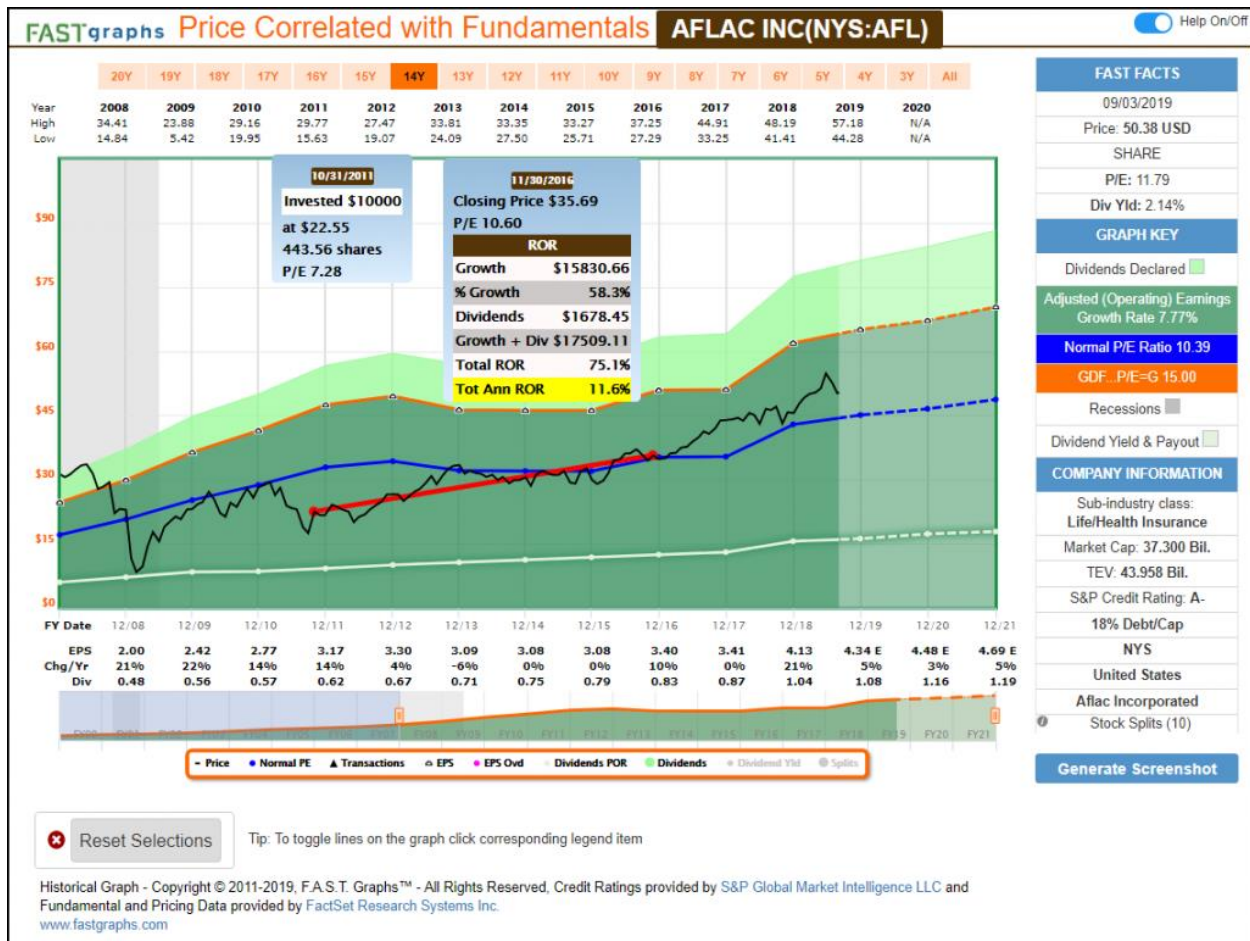 FAST graphs Price Correlated with Fundamentals AFLAC INC(NYS:AFL)
Help On/Off
20Y 19Y 18Y 17Y 16Y 15Y 14Y 13Y 12Y 11Y 10Y 9Y 8Y 7Y 6Y 5Y 4Y 3Y All
Year 2008 2009 2010 2011 2012 2013 2014 2015 2016 2017 2018 2019 2020
High 34.41 23.88 29.16 29.77 27.47 33.81 33.35 33.27 37.25 44.91 48.19 57.18 N/A
Low 14.84 5.42 19.95 15.63 19.07 24.09 27.50 25.71 27.29 33.25 41.41 44.28 N/A
10/31/2011
Invested $10000
at $22.55
443.56 shares
P/E 7.28
11/30/2016
Closing Price $35.69
P/E 10.60
ROR
Growth $15830.66
% Growth 58.3%
Dividends $1678.45
Growth + Div $17509.11
Total ROR 75.1%
Tot Ann ROR 11.6%
$90
$75
$60
$45
$30
$15
$0
FY Date 12/08 12/09 12/10 12/11 12/12 12/13 12/14 12/15 12/16 12/17 12/18 12/19 12/20 12/21
EPS 2.00 2.42 2.77 3.17 3.30 3.09 3.08 3.08 3.40 3.41 4.13 4.34 E 4.48 E 4.69 E
Chg/Yr 21% 22% 14% 14% 4% -6% 0% 0% 10% 0% 21% 5% 3% 5%
Div 0.48 0.56 0.57 0.62 0.67 0.71 0.75 0.79 0.83 0.87 1.04 1.08 1.16 1.19
FY04 FY05 FY06 FY07 FY08 FY09 FY10 FY11 FY12 FY13 FY14 FY15 FY16 FY17 FY18 FY19 FY20 FY21
Price Normal PE Transactions EPS EPS Ovd Dividends POR Dividends Dividend Yld Splits
FAST FACTS
09/03/2019
Price: 50.38 USD
SHARE
P/E: 11.79
Div Yld: 2.14%
GRAPH KEY
Dividends Declared
Adjusted (Operating) Earnings
Growth Rate 7.77%
Normal P/E Ratio 10.39
GDF...P/E=G 15.00
Recessions
Dividend Yield & Payout
COMPANY INFORMATION
Sub-industry class:
Life/Health Insurance
Market Cap: 37.300 Bil.
TEV: 43.958 Bil.
S&P Credit Rating: A-
18% Debt/Cap
NYS
United States
Aflac Incorporated
Stock Splits (10)
Generate Screenshot
Reset Selections
Tip: To toggle lines on the graph click corresponding legend item
Historical Graph - Copyright © 2011-2019, F.A.S.T. Graphs™ - All Rights Reserved, Credit Ratings provided by S&P Global Market Intelligence LLC and
Fundamental and Pricing Data provided by FactSet Research Systems Inc.
www.fastgraphs.com